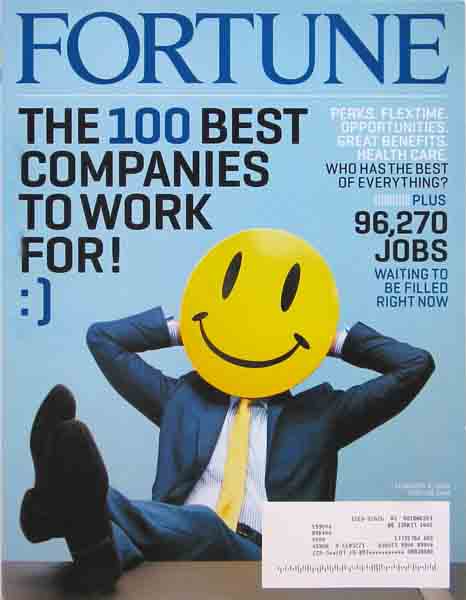 FORTUNE
THE 100 BEST
COMPANIES
TO WORK
FOR!
:)
PERKS. FLEXTIME.
OPPORTUNITIES.
GREAT BENEFITS.
HEALTH CARE.
WHO HAS THE BEST
OF EVERYTHING?
PLUS
96,270
JOBS
WAITING TO
BE FILLED
RIGHT NOW